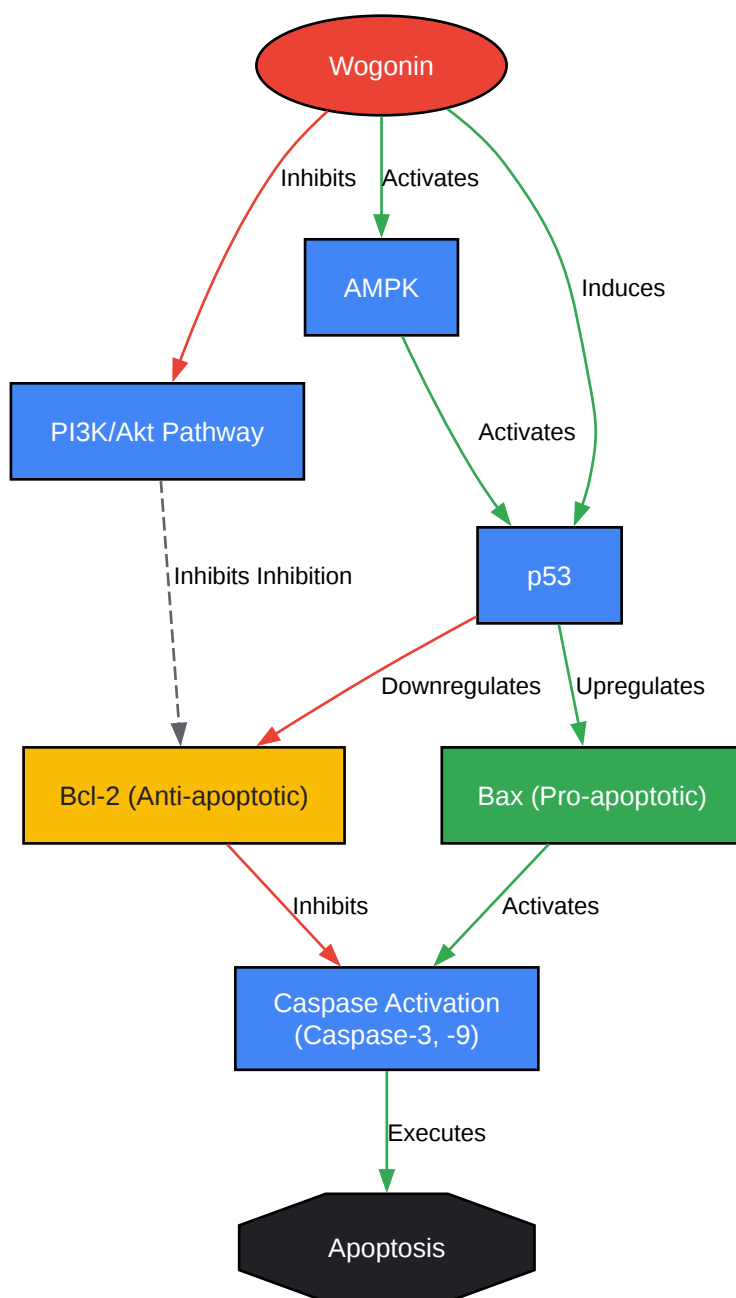 Wogonin
Inhibits
Activates
AMPK
Induces
PI3K/Akt Pathway
Activates
p53
Inhibits Inhibition
Downregulates
Upregulates
Bcl-2 (Anti-apoptotic)
Bax (Pro-apoptotic)
Inhibits
Activates
Caspase Activation
(Caspase-3, -9)
Executes
Apoptosis